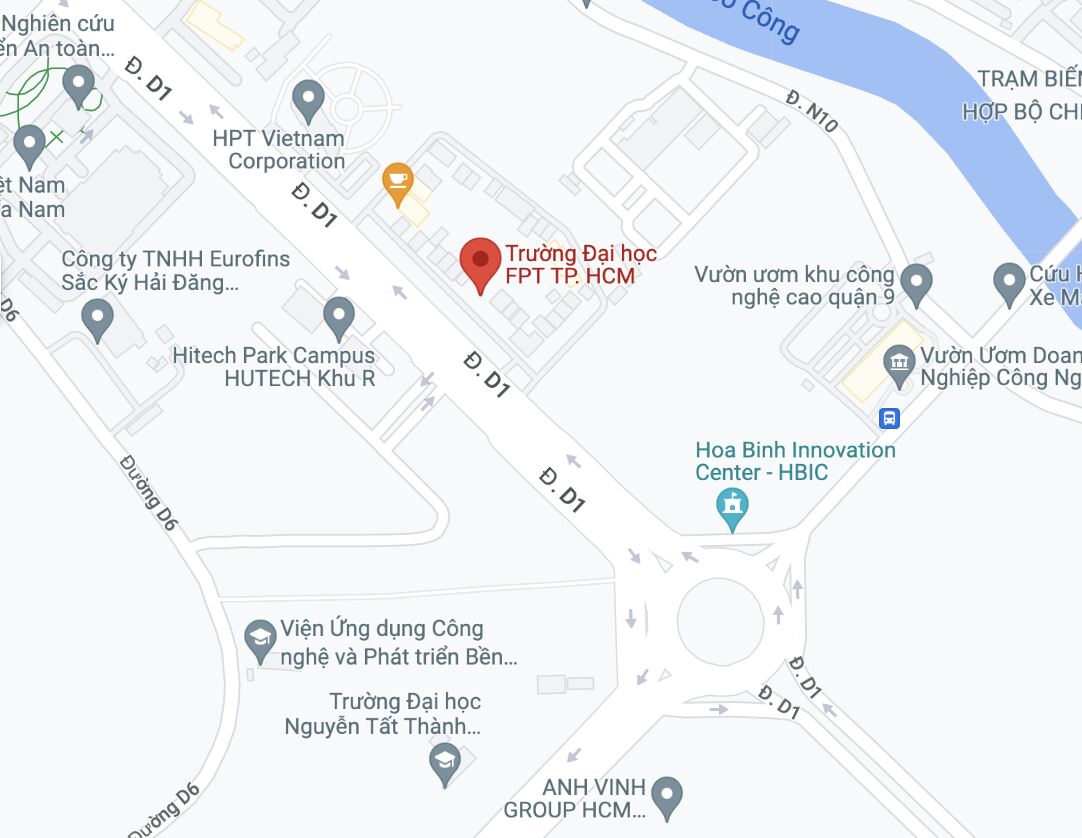 Nghiên cứu
ển An toàn...
Đ. D1
ồ Công
TRẠM BIẾN
HỢP BỘ CHÍ
Đ. N10
HPT Vietnam
Corporation
ệt Nam
a Nam
Đ. D1
Trường Đại học
FPT TP. HCM
Công ty TNHH Eurofins
Sắc Ký Hải Đăng...
Vườn ươm khu công
nghệ cao quận 9
Cứu H
Xe M
D6
Hitech Park Campus
HUTECH Khu R
Đ. D1
Vườn Ươm Doan
Nghiệp Công Ng
Hoa Binh Innovation
Center - HBIC
Đường D6
Đ. D1
Viện Ứng dụng Công
nghệ và Phát triển Bền...
Đ. D1
Đ. D1
Trường Đại học
Nguyễn Tất Thành...
ANH VINH
GROUP HCM...
Đường D6